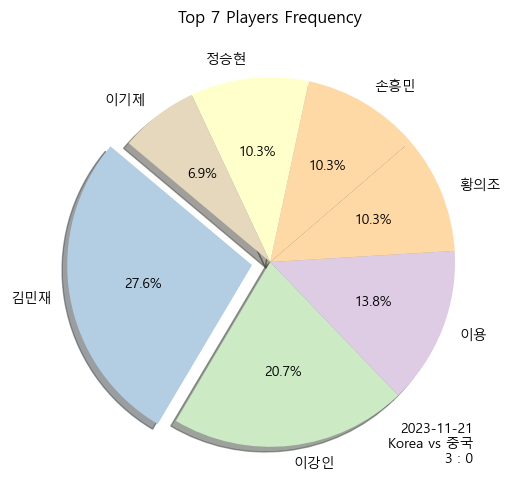 Top 7 Players Frequency
정승현
손흥민
이기제
10.3%
10.3%
6.9%
황의조
10.3%
김민재
27.6%
13.8%
이용
20.7%
이강인
2023-11-21
Korea vs 중국
3 : 0